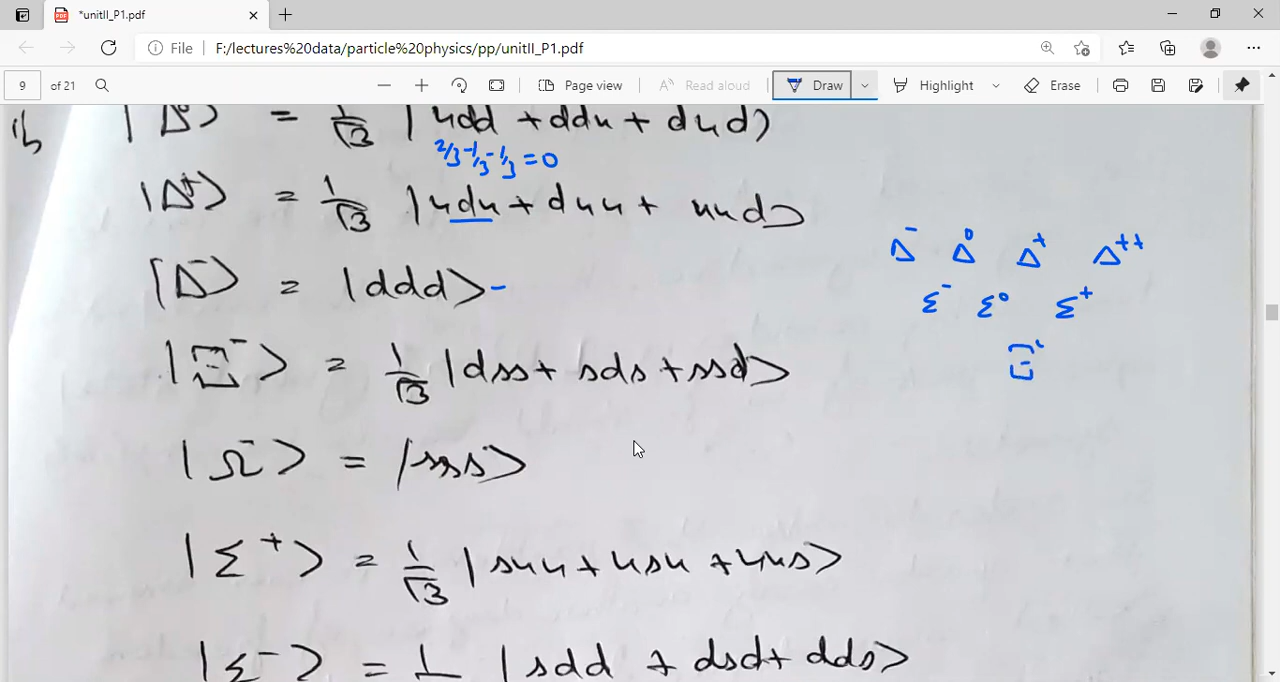 *unitII_P1.pdf
File F:/lectures%20data/particle%20physics/pp/unitII_P1.pdf
9 of 21 Page view Read aloud Draw Highlight Erase
|Δ⁰⟩ = 1/√3 |udd + ddu + dud⟩
2/3 -1/3 -1/3 = 0
|Δ⁺⟩ = 1/√3 |udu + duu + uud⟩
Δ⁻ Δ⁰ Δ⁺ Δ⁺⁺
|Δ⁻⟩ = |ddd⟩ -
Σ⁻ Σ⁰ Σ⁺
|Ξ⁻⟩ = 1/√3 |dss + sds + ssd⟩
Ξ
|Ω⁻⟩ = |sss⟩
|Σ⁺⟩ = 1/√3 |suu + usu + uus⟩
|Σ⁻⟩ = 1 |sdd + dsd + dds⟩